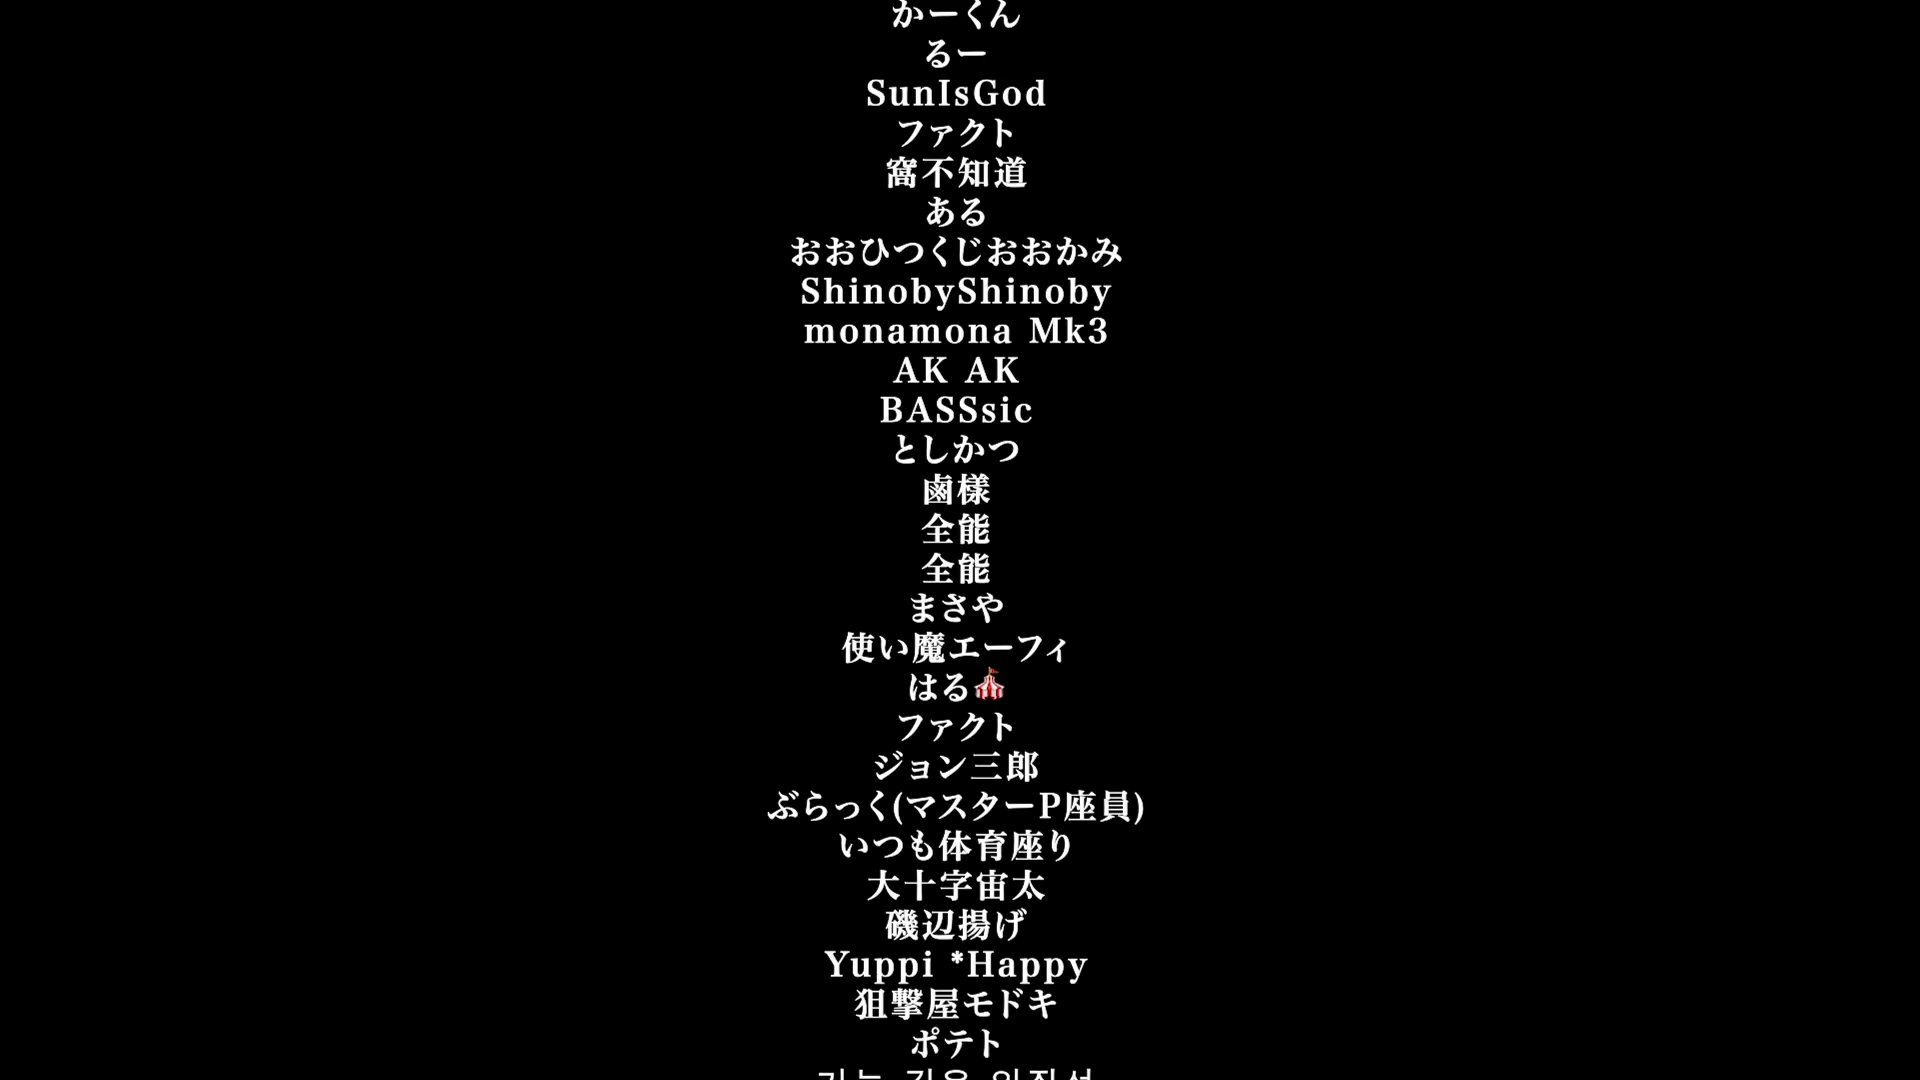 かーくん
るー
SunIsGod
ファクト
窩不知道
ある
おおひつくじおおかみ
ShinobyShinoby
monamona Mk3
AK AK
BASSsic
としかつ
鹵様
全能
全能
まさや
使い魔エーフィ
はる🎪
ファクト
ジョン三郎
ぶらっく(マスターP座員)
いつも体育座り
大十字宙太
磯辺揚げ
Yuppi *Happy
狙撃屋モドキ
ポテト